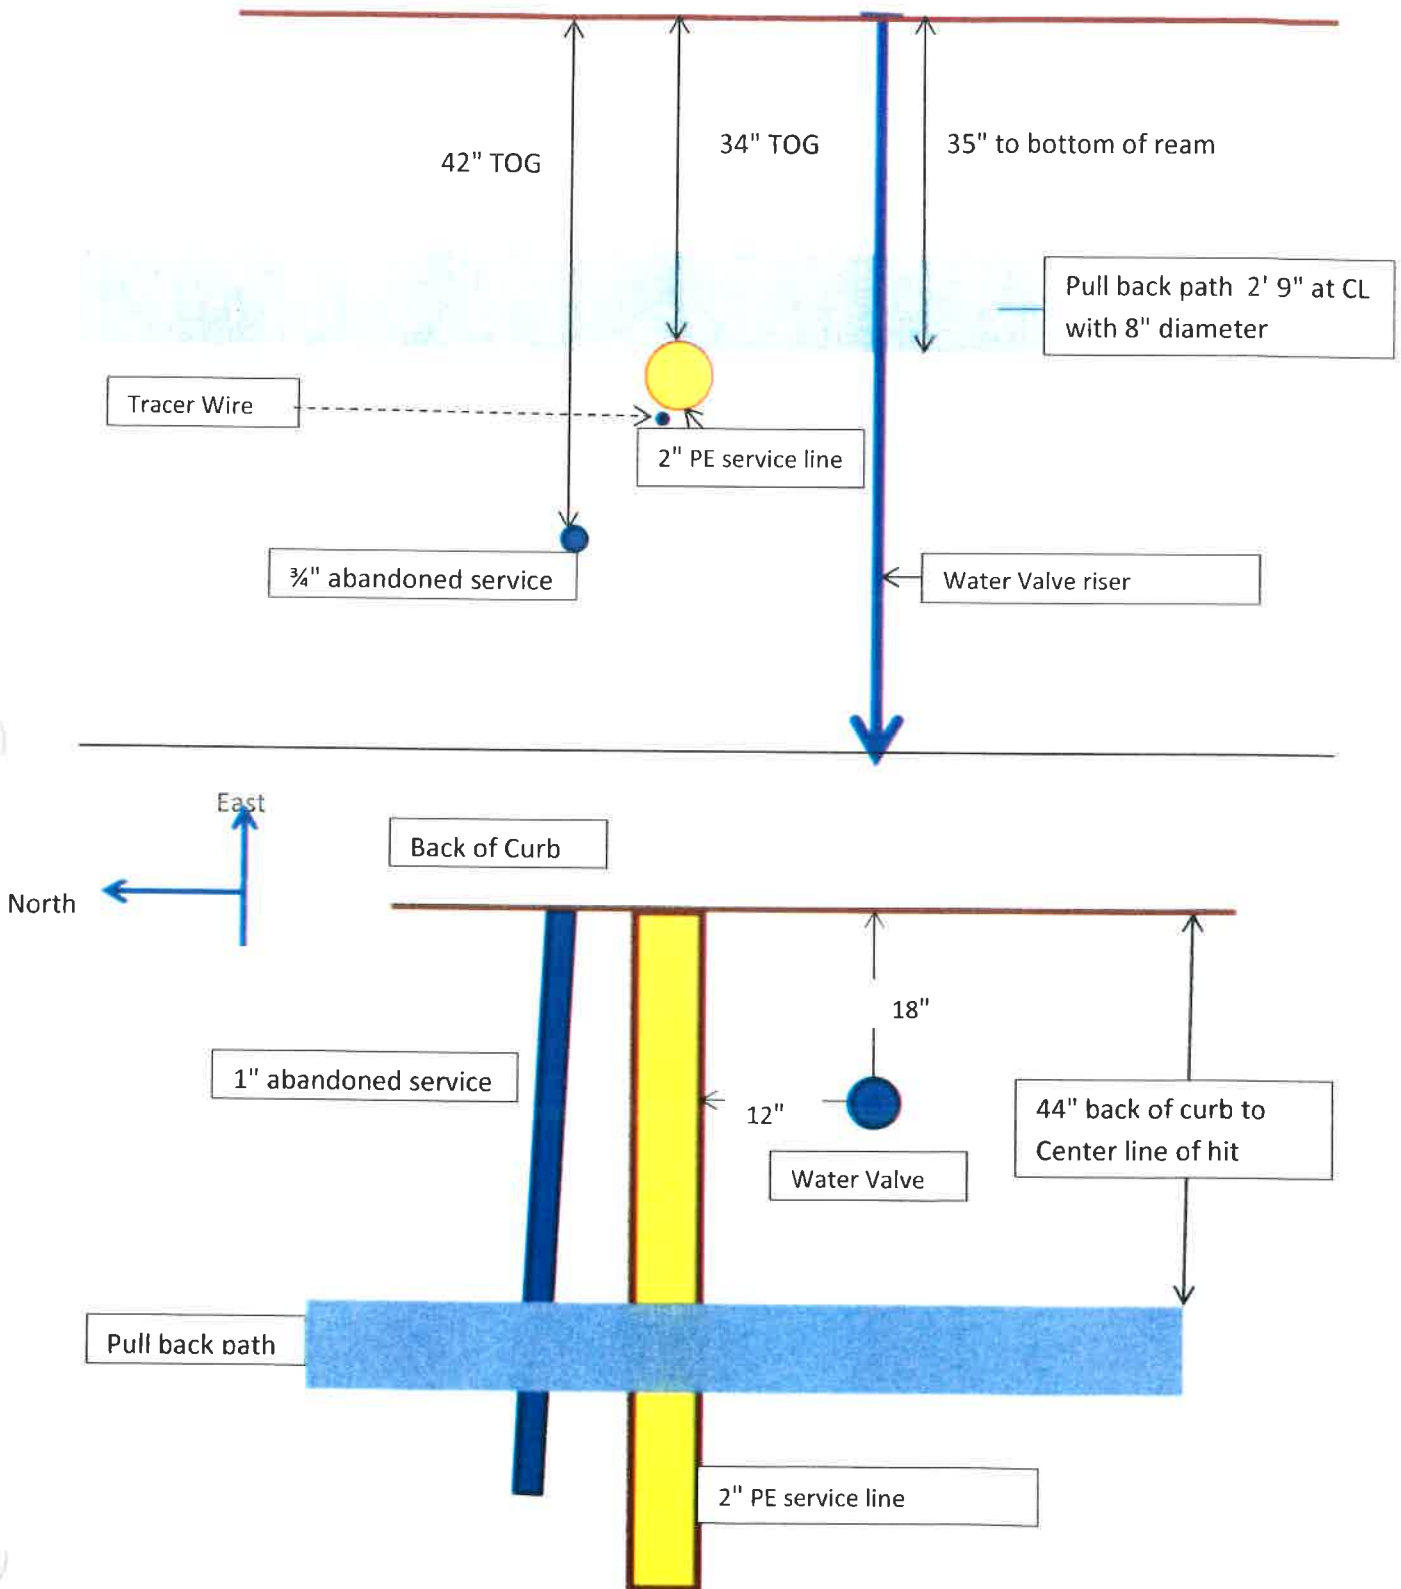 42" TOG
34" TOG
35" to bottom of ream
Pull back path 2' 9" at CL
with 8" diameter
Tracer Wire
2" PE service line
¾" abandoned service
Water Valve riser
East
Back of Curb
North
18"
1" abandoned service
12"
44" back of curb to
Center line of hit
Water Valve
Pull back path
2" PE service line